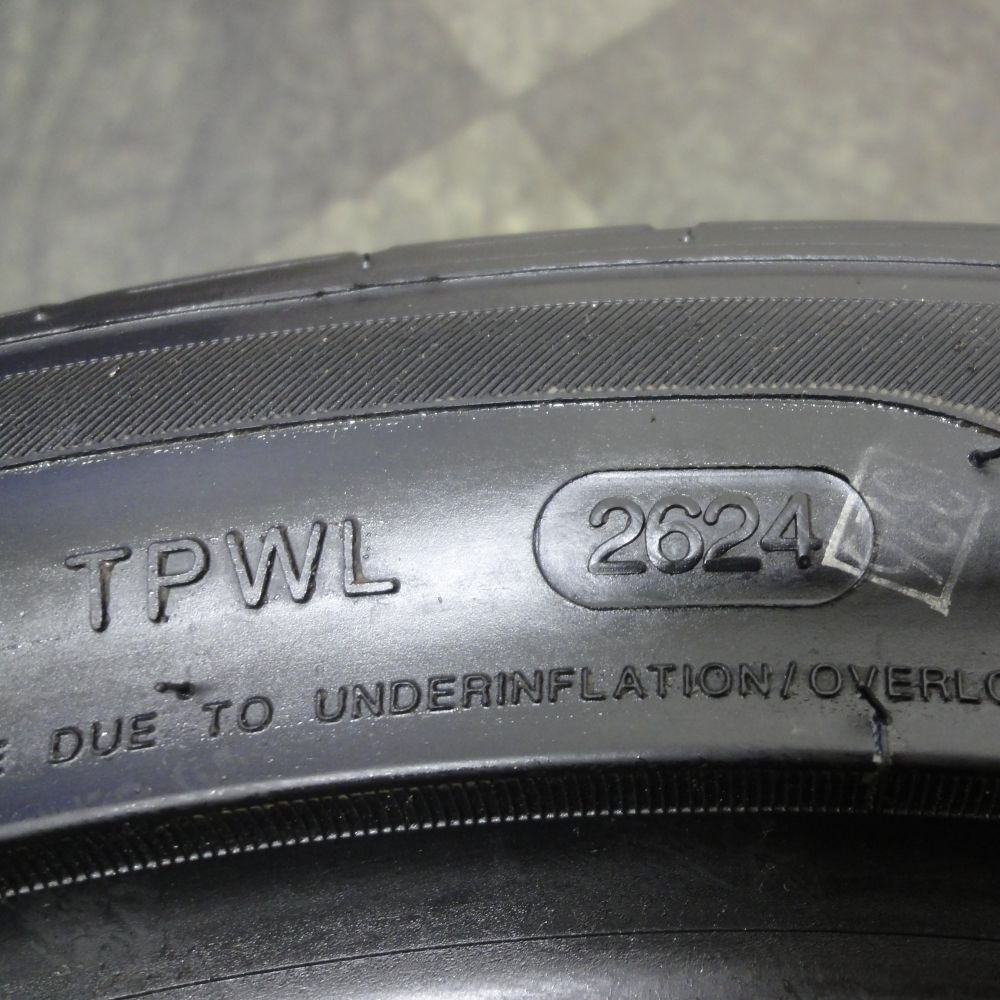 TPWL 2624
DUE TO UNDERINFLATION/OVERLO